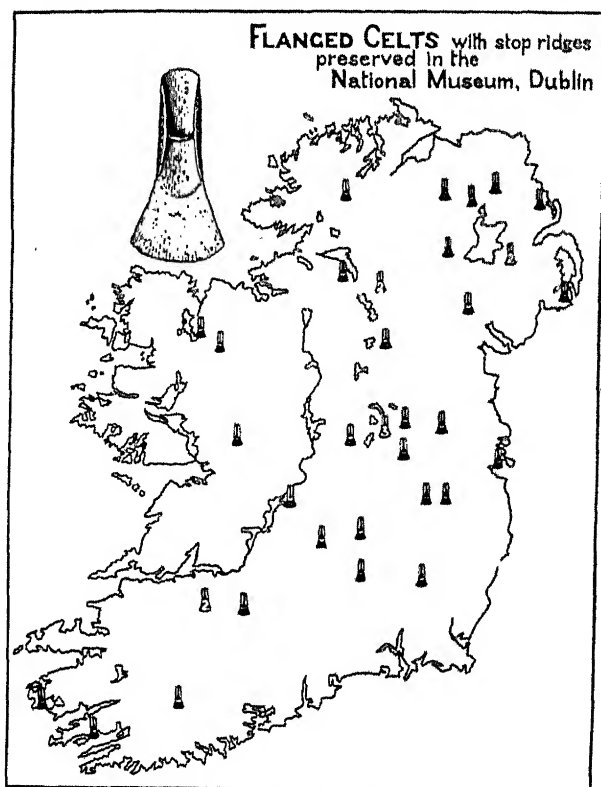 FLANGED CELTS with stop ridges
preserved in the
National Museum, Dublin